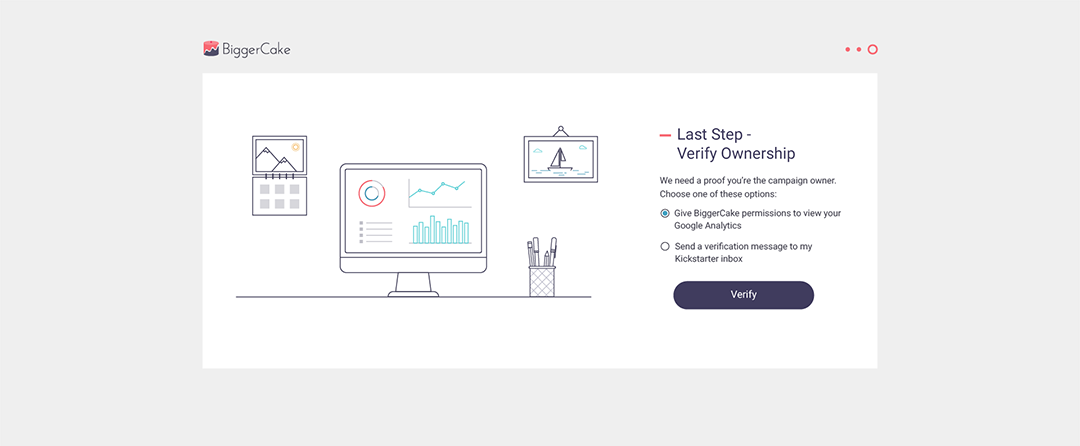 BiggerCake
Last Step -
Verify Ownership
We need a proof you're the campaign owner.
Choose one of these options:
Give BiggerCake permissions to view your
Google Analytics
Send a verification message to my
Kickstarter inbox
Verify